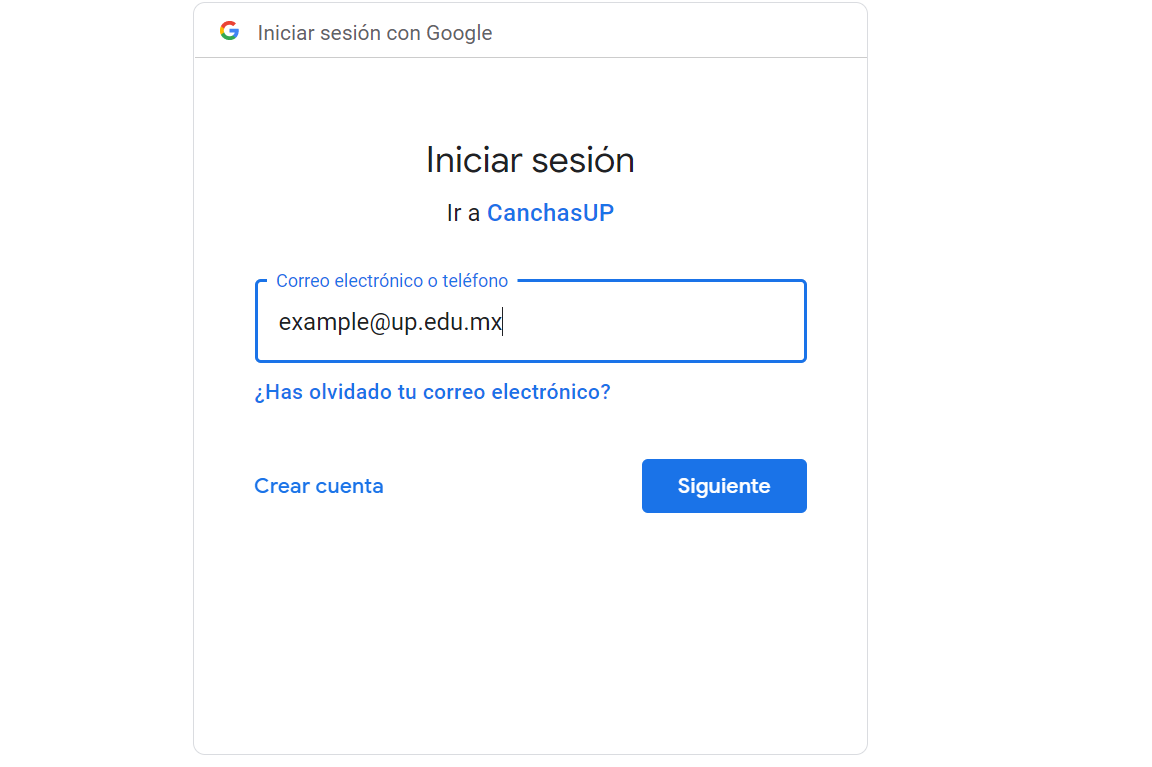 Iniciar sesión con Google
Iniciar sesión
Ir a CanchasUP
Correo electrónico o teléfono
example@up.edu.mx
¿Has olvidado tu correo electrónico?
Crear cuenta
Siguiente